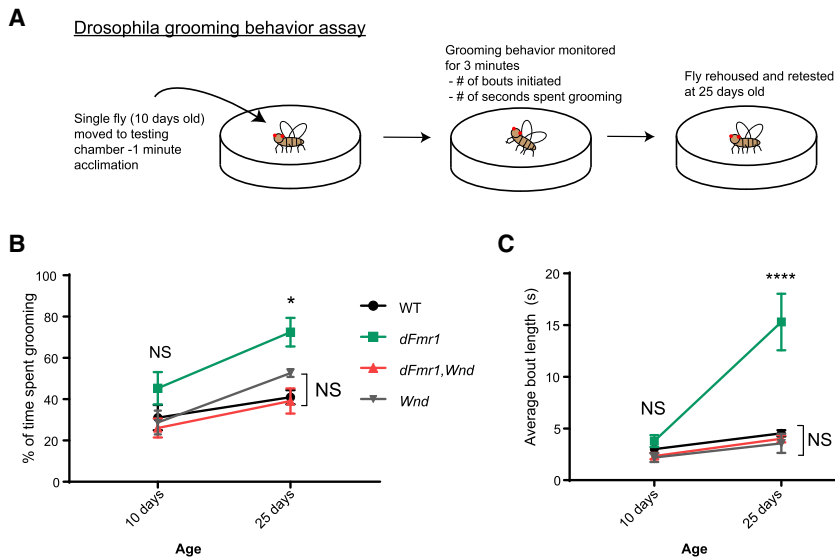 A
Drosophila grooming behavior assay
Single fly (10 days old)
moved to testing
chamber -1 minute
acclimation
Grooming behavior monitored
for 3 minutes
- # of bouts initiated
- # of seconds spent grooming
Fly rehoused and retested
at 25 days old
B
% of time spent grooming
100
80
60
40
20
0
NS
*
NS
10 days
25 days
Age
WT
dFmr1
dFmr1,Wnd
Wnd
C
Average bout length (s)
20
15
10
5
0
NS
****
NS
10 days
25 days
Age